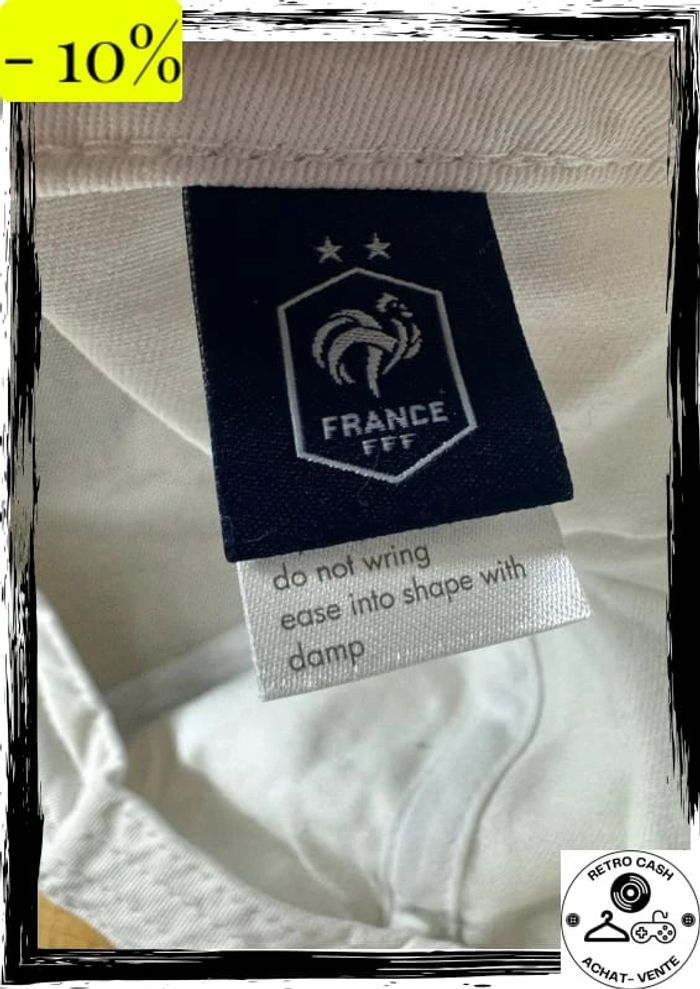 - 10%
FRANCE
FFF
do not wring
ease into shape with
damp
RETRO CASH
ACHAT- VENTE